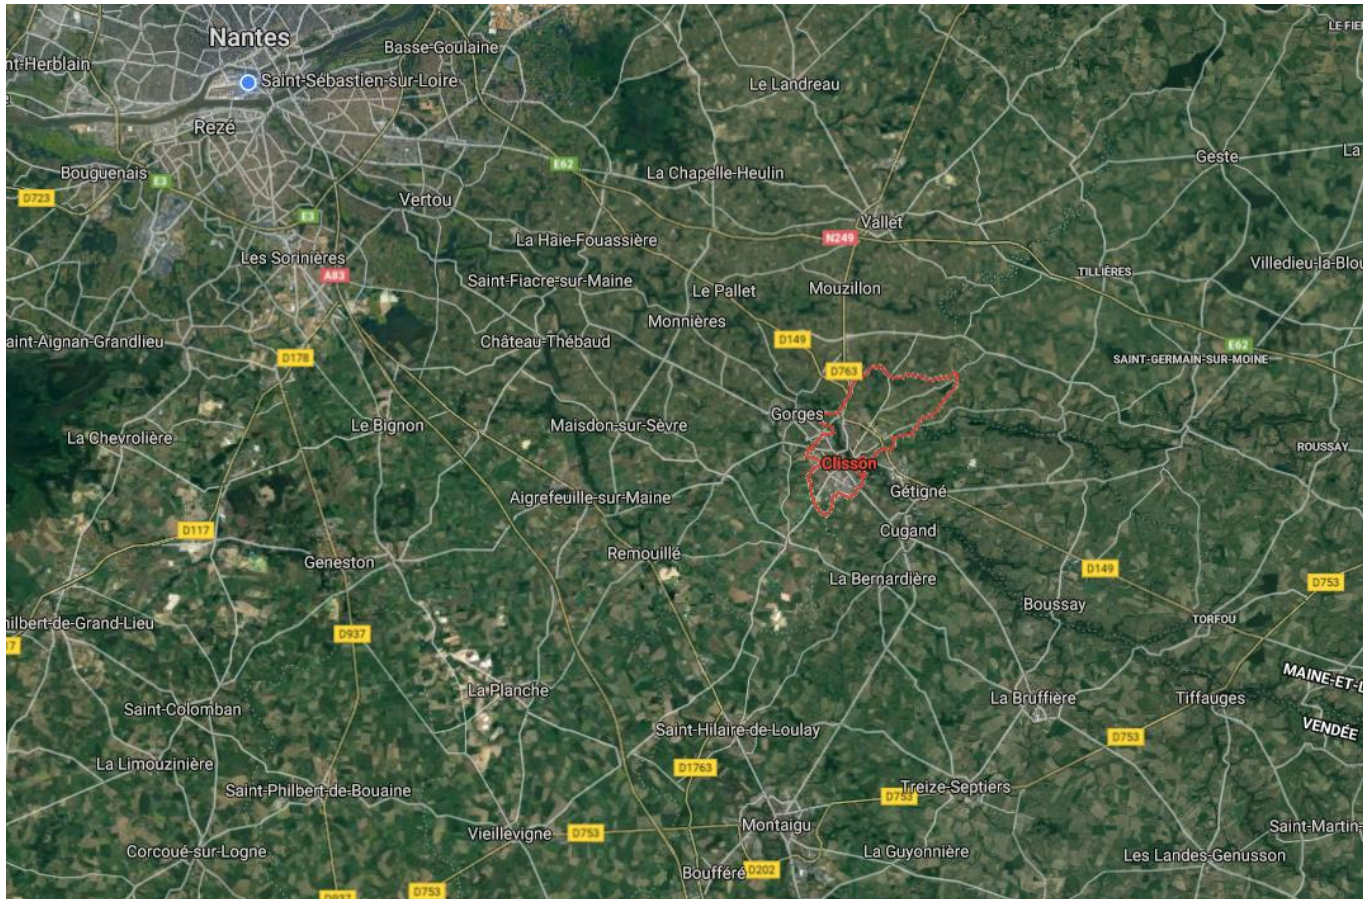 LE FIE
Nantes
Basse-Goulaine
nt-Herblain
Saint-Sébastien-sur-Loire
Le Landreau
Rezé
Geste
La
E62
Bouguenais
E3
La Chapelle-Heulin
D723
Vertou
E3
Vallet
La Haie-Fouassière
N249
Les Sorinières
A83
Saint-Fiacre-sur-Maine
TILLIÈRES
Villedieu-la-Blou
Le Pallet
Mouzillon
Monnières
aint-Aignan-Grandlieu
Château-Thébaud
D149
E62
D178
SAINT-GERMAIN-SUR-MOINE
D763
Gorges
Le Bignon
Maisdon-sur-Sèvre
La Chevrolière
ROUSSAY
Clisson
Gétigné
Aigrefeuille-sur-Maine
D117
Cugand
Geneston
Remouillé
D149
La Bernardière
D753
Boussay
hilbert-de-Grand-Lieu
TORFOU
D937
77
MAINE-ET-L
La Planche
La Bruffière
Tiffauges
Saint-Colomban
VENDÉE
Saint-Hilaire-de-Loulay
D753
La Limouzinière
D1763
Saint-Philbert-de-Bouaine
Treize-Septiers
D753
Montaigu
Saint-Martin-
Vieillevigne
D753
Corcoué-sur-Logne
La Guyonnière
Les Landes-Genusson
Boufféré
D202
D937
D753